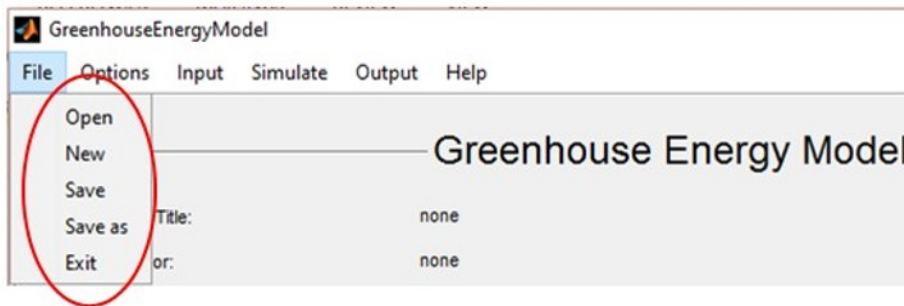 GreenhouseEnergyModel
File Options Input Simulate Output Help
Open
New
Greenhouse Energy Model
Save
Title: none
Save as
Exit
or: none